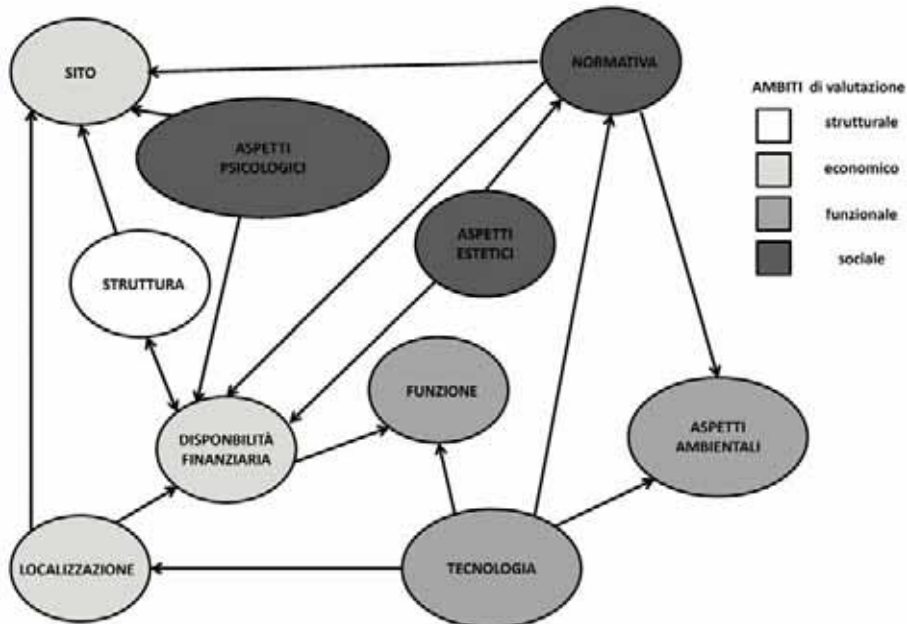 SITO
NORMATIVA
AMBITI di valutazione
strutturale
economico
funzionale
sociale
ASPETTI
PSICOLOGICI
ASPETTI
ESTETICI
STRUTTURA
FUNZIONE
DISPONBILITÀ
FINANZIARIA
ASPETTI
AMBIENTALI
LOCALIZZAZIONE
TECNOLOGIA